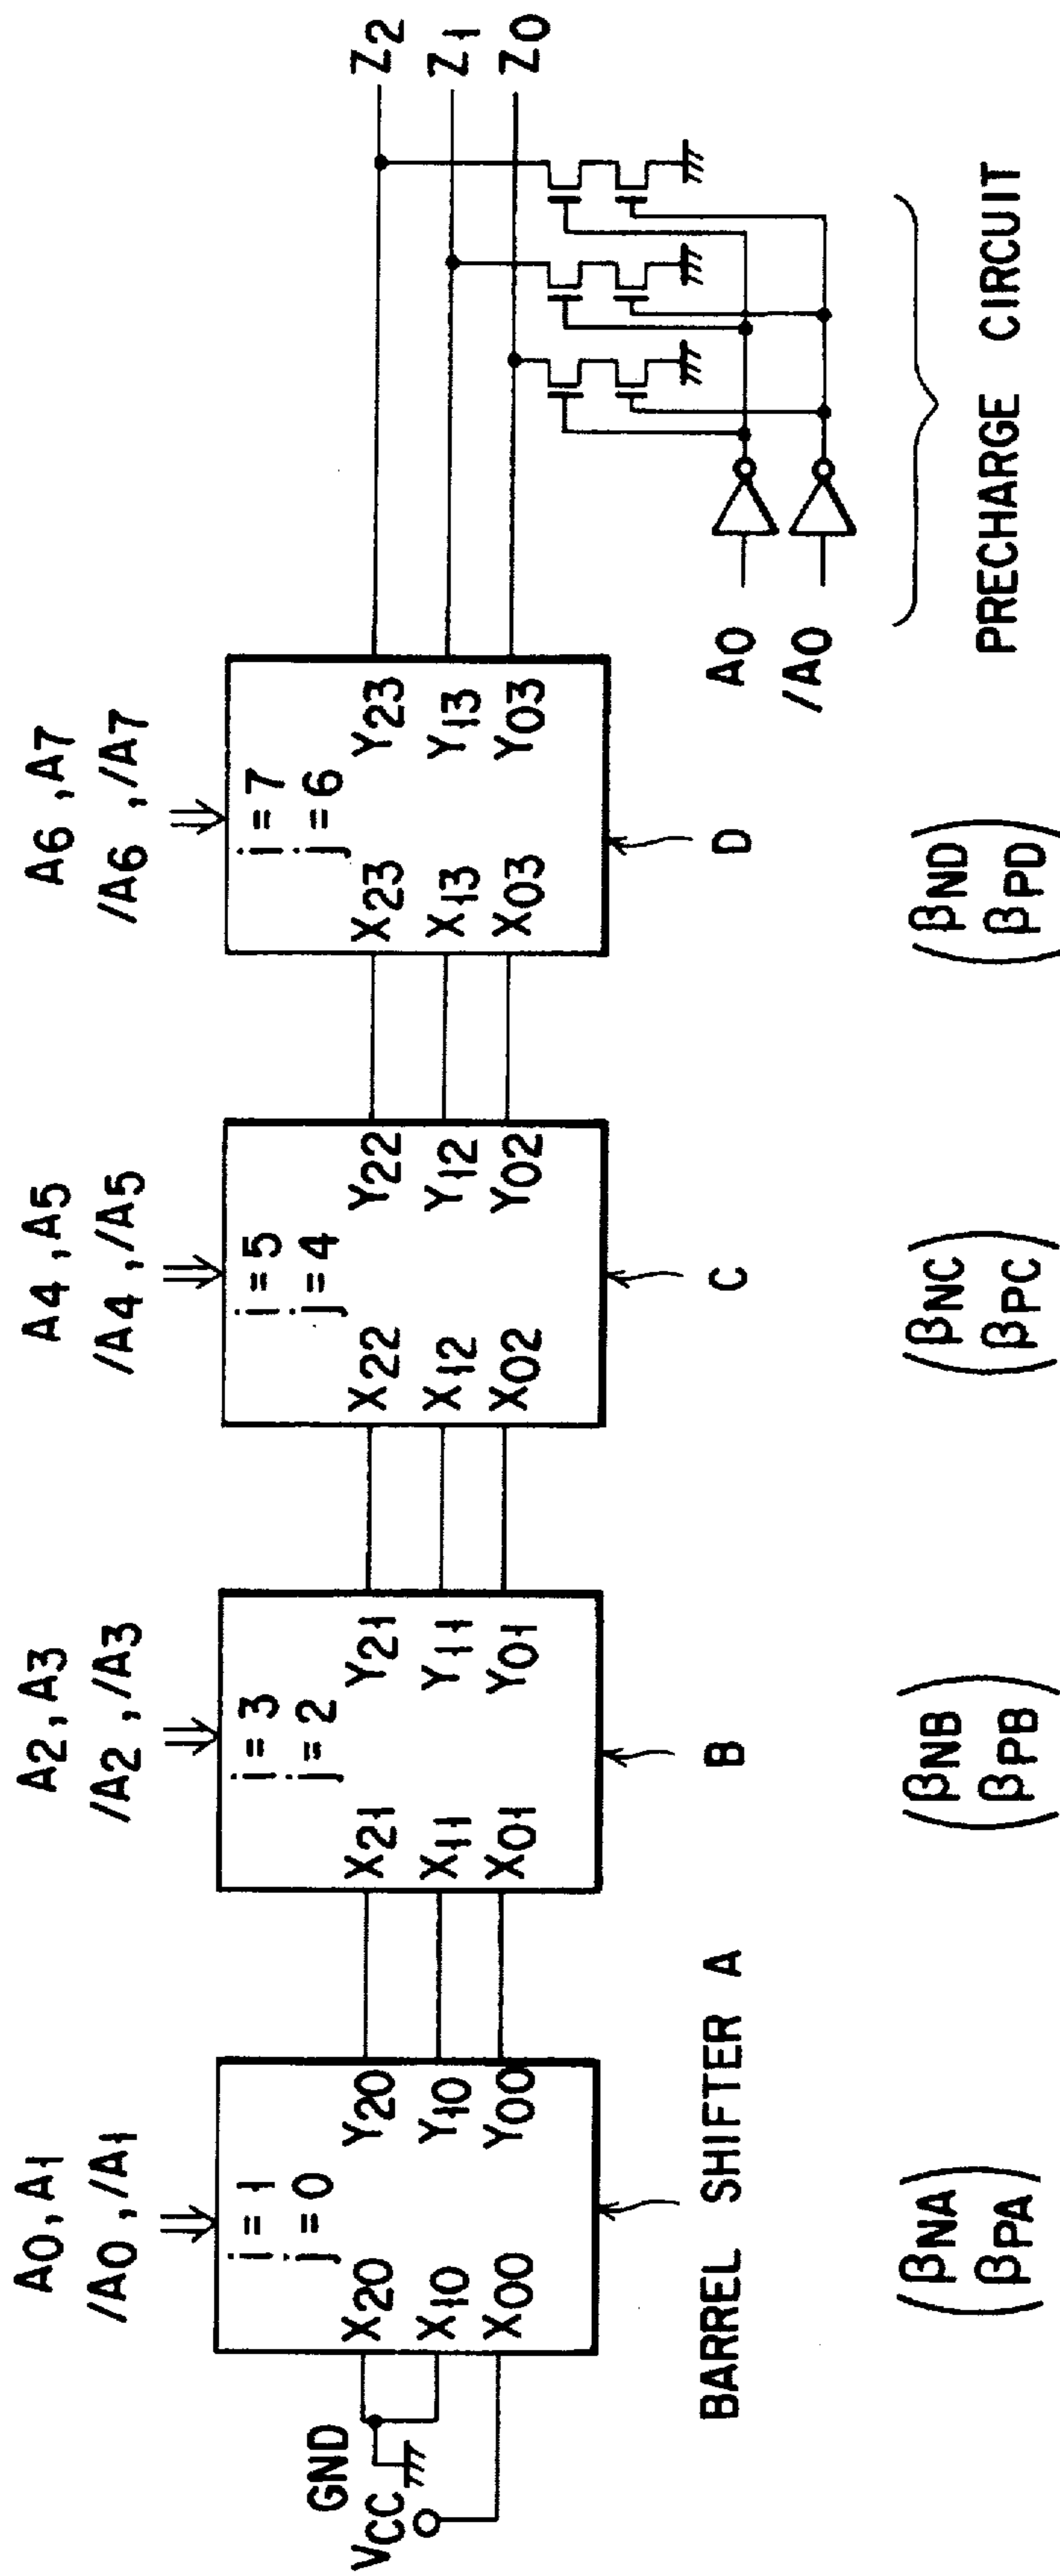 A0, A1
/A0, /A1
A2, A3
/A2, /A3
A4, A5
/A4, /A5
A6, A7
/A6, /A7
i = 1
j = 0
i = 3
j = 2
i = 5
j = 4
i = 7
j = 6
GND
VCC
X20 Y20
X10 Y10
X00 Y00
X21 Y21
X11 Y11
X01 Y01
X22 Y22
X12 Y12
X02 Y02
X23 Y23
X13 Y13
X03 Y03
Z2
Z1
Z0
BARREL SHIFTER A
B
C
D
A0
/A0
PRECHARGE CIRCUIT
(βNA
βPA)
(βNB
βPB)
(βNC
βPC)
(βND
βPD)